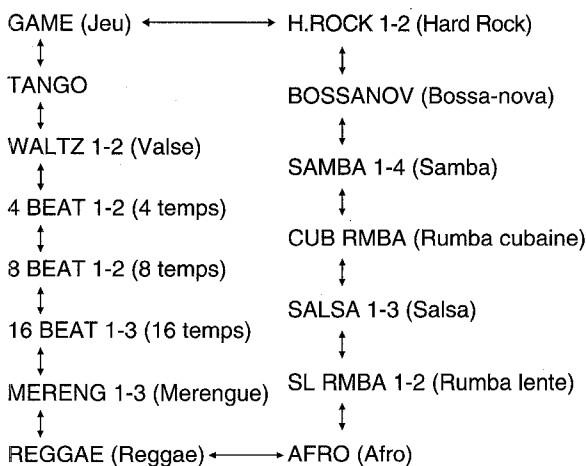 GAME (Jeu)
TANGO
WALTZ 1-2 (Valse)
4 BEAT 1-2 (4 temps)
8 BEAT 1-2 (8 temps)
16 BEAT 1-3 (16 temps)
MERENG 1-3 (Merengue)
REGGAE (Reggae)
H.ROCK 1-2 (Hard Rock)
BOSSANOV (Bossa-nova)
SAMBA 1-4 (Samba)
CUB RMBA (Rumba cubaine)
SALSA 1-3 (Salsa)
SL RMBA 1-2 (Rumba lente)
AFRO (Afro)